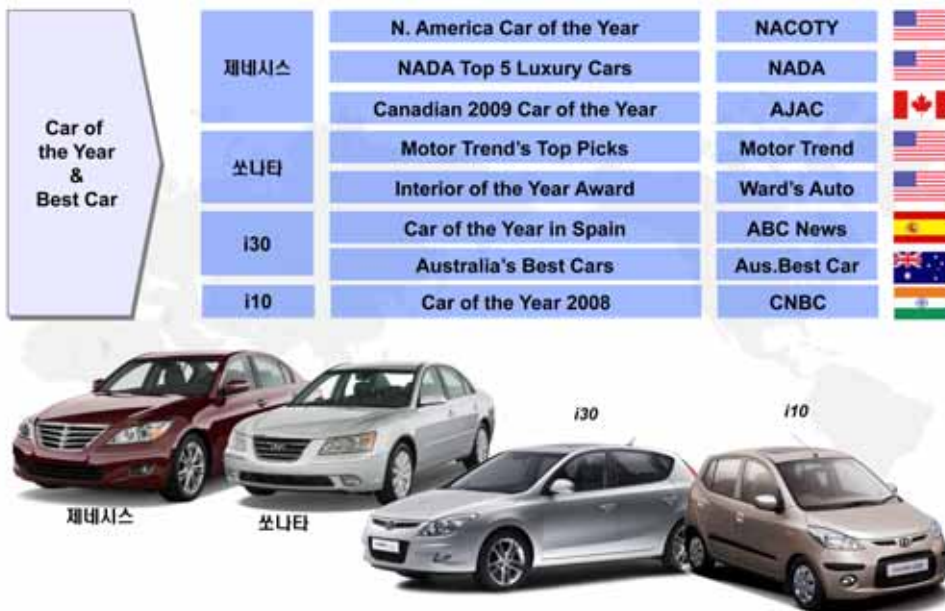 Car of
the Year
&
Best Car
제네시스
N. America Car of the Year NACOTY
NADA Top 5 Luxury Cars NADA
Canadian 2009 Car of the Year AJAC
쏘나타
Motor Trend's Top Picks Motor Trend
Interior of the Year Award Ward's Auto
i30
Car of the Year in Spain ABC News
Australia's Best Cars Aus.Best Car
i10 Car of the Year 2008 CNBC
i30
i10
제네시스
쏘나타